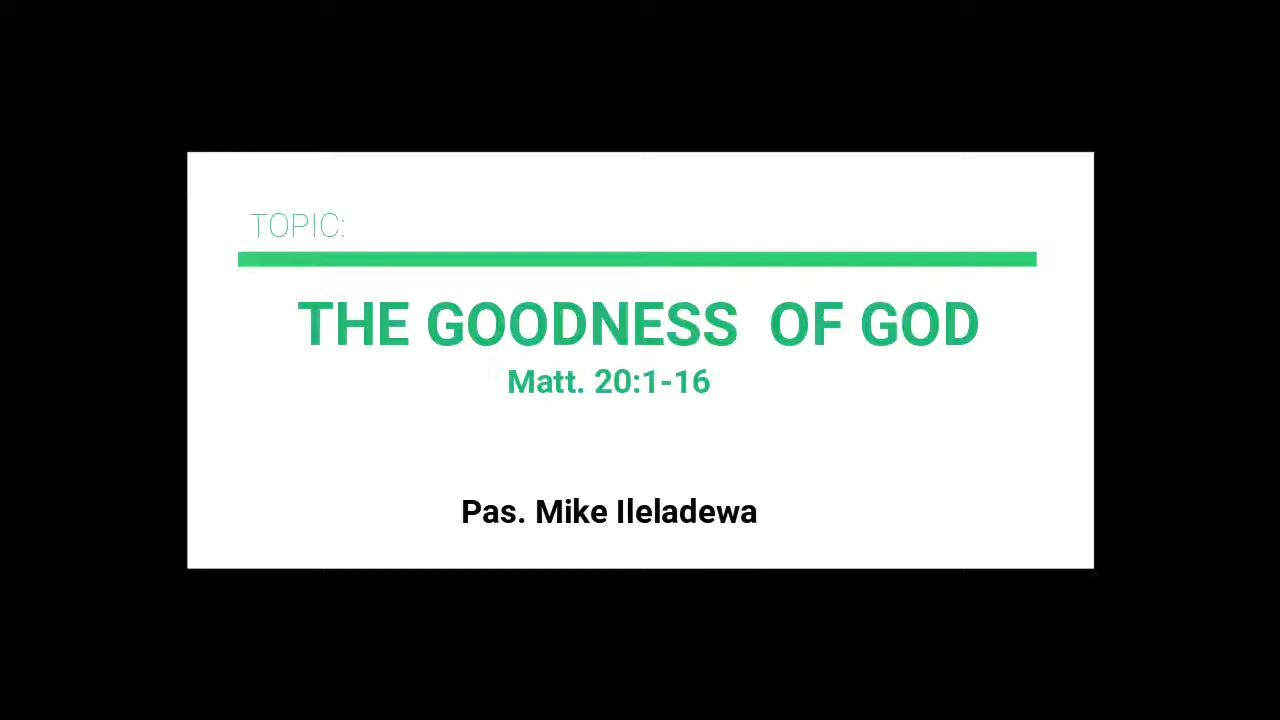 TOPIC:
THE GOODNESS OF GOD
Matt. 20:1-16
Pas. Mike Ileladewa